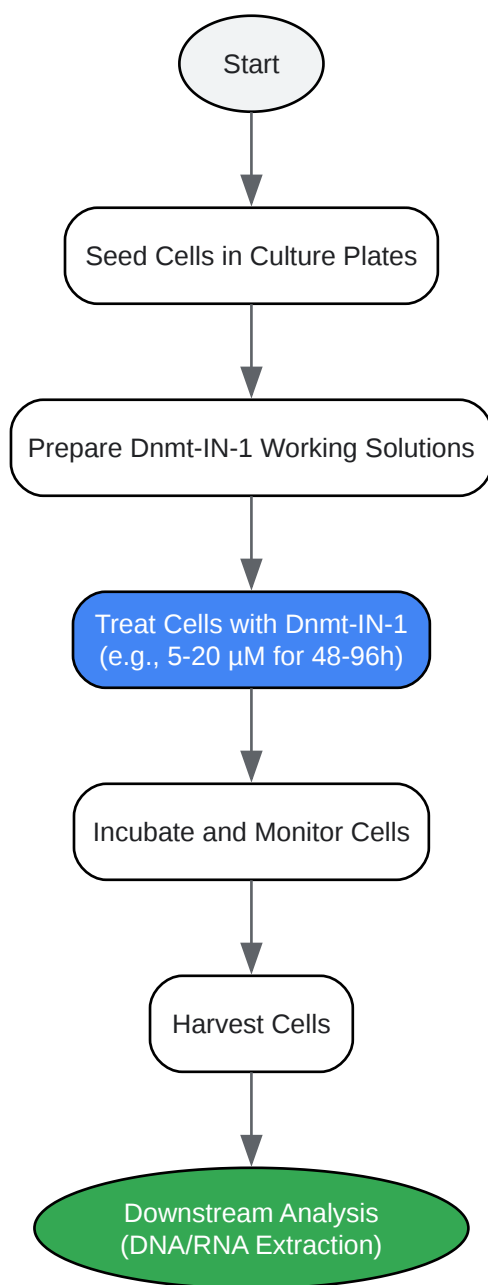 Start
Seed Cells in Culture Plates
Prepare Dnmt-IN-1 Working Solutions
Treat Cells with Dnmt-IN-1
(e.g., 5-20 µM for 48-96h)
Incubate and Monitor Cells
Harvest Cells
Downstream Analysis
(DNA/RNA Extraction)